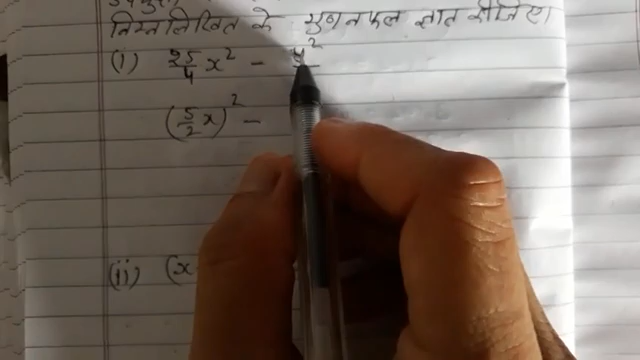 निम्नलिखित के गुणनफल ज्ञात कीजिए।
(i) 25/4 x² - y²
(5/2 x)² -
(ii) (x